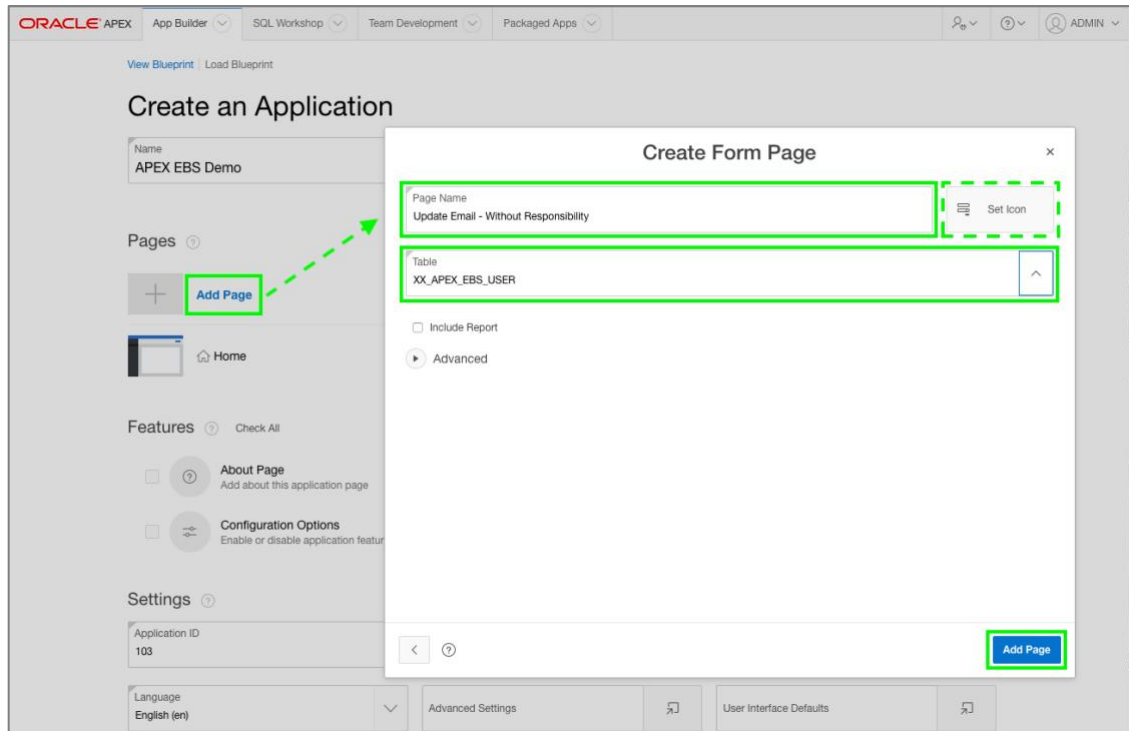 ORACLE APEX App Builder SQL Workshop Team Development Packaged Apps ADMIN
View Blueprint Load Blueprint
Create an Application
Name
APEX EBS Demo
Pages
Add Page
Home
Features Check All
About Page
Add about this application page
Configuration Options
Enable or disable application featur
Settings
Application ID
103
Language
English (en)
Advanced Settings
User Interface Defaults
Create Form Page
Page Name
Update Email - Without Responsibility
Set Icon
Table
XX_APEX_EBS_USER
Include Report
Advanced
Add Page